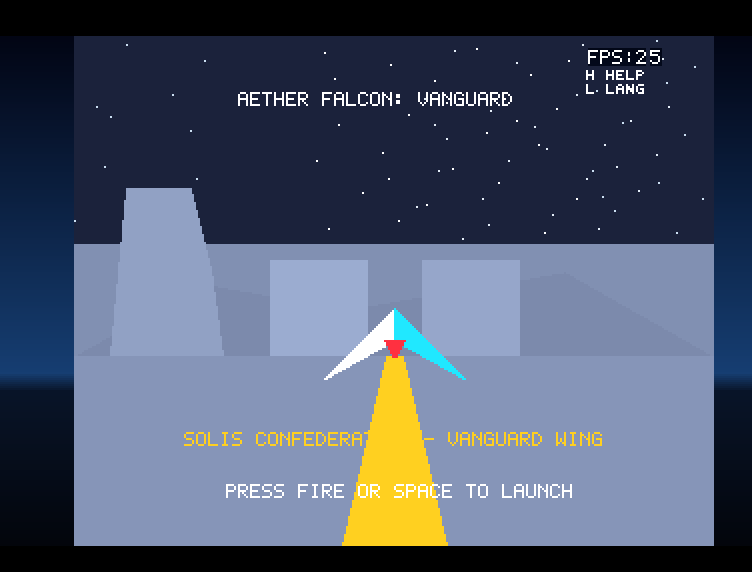 FPS:25
H HELP
L LANG
AETHER FALCON: VANGUARD
SOLIS CONFEDERA - VANGUARD WING
PRESS FIRE OR SPACE TO LAUNCH